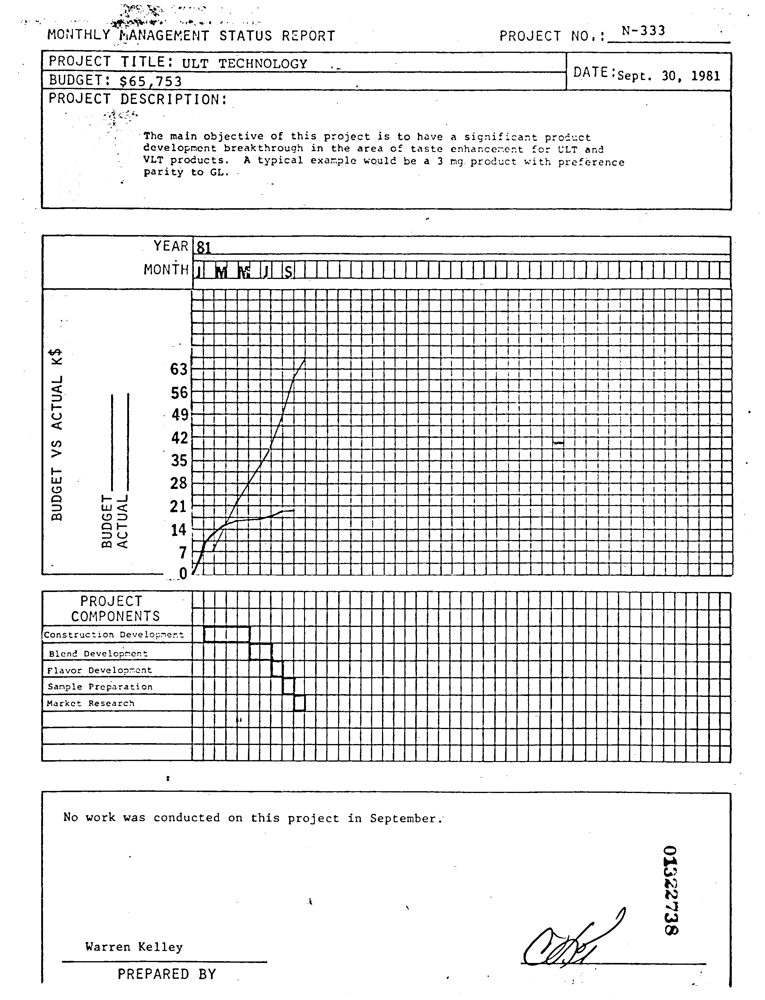 MONTHLY MANAGEMENT STATUS REPORT PROJECT NO.: N-333
PROJECT TITLE: ULT TECHNOLOGY
BUDGET: $65,753
DATE: Sept. 30, 1981
PROJECT DESCRIPTION:
The main objective of this project is to have a significant product
development breakthrough in the area of taste enhancement for ULT and
VLT products. A typical example would be a 3 mg product with preference
parity to GL.
YEAR 81
MONTH J M M J S
BUDGET VS ACTUAL K$
BUDGET
ACTUAL
63
56
49
42
35
28
21
14
7
0
PROJECT
COMPONENTS
Construction Development
Blend Development
Flavor Development
Sample Preparation
Market Research
No work was conducted on this project in September.
01322738
Warren Kelley
PREPARED BY